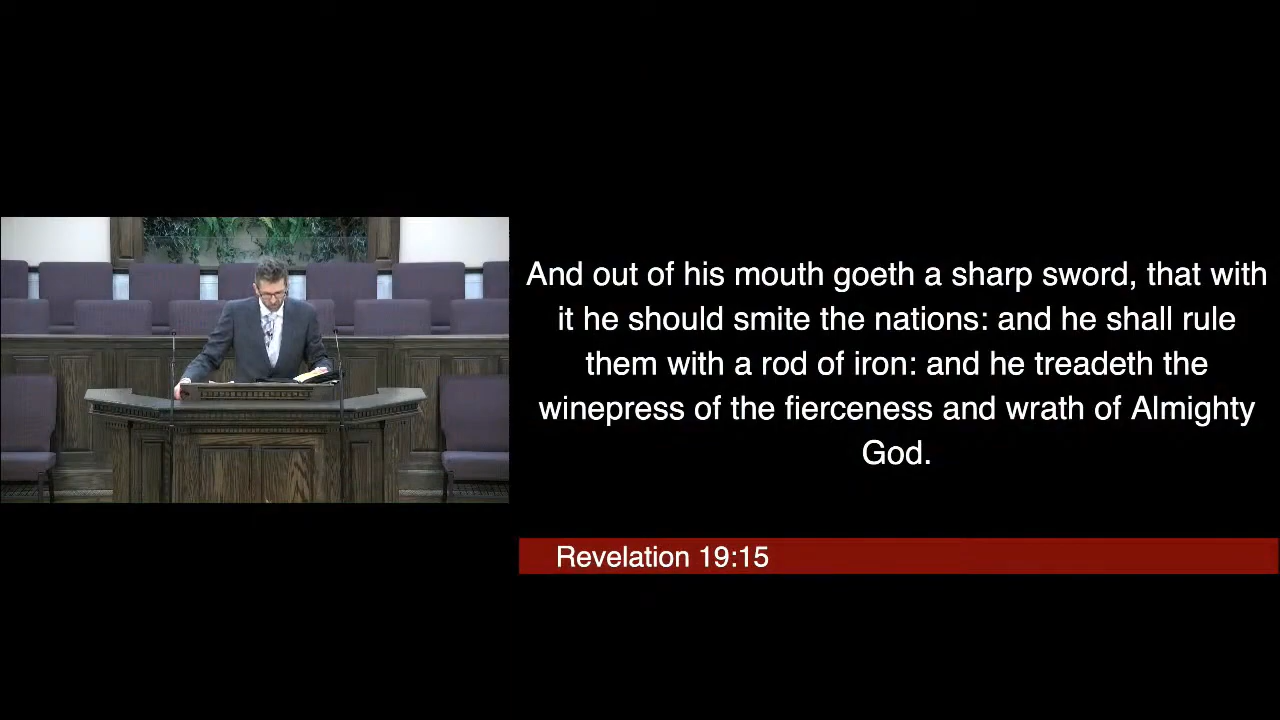 And out of his mouth goeth a sharp sword, that with
it he should smite the nations: and he shall rule
them with a rod of iron: and he treadeth the
winepress of the fierceness and wrath of Almighty
God.
Revelation 19:15